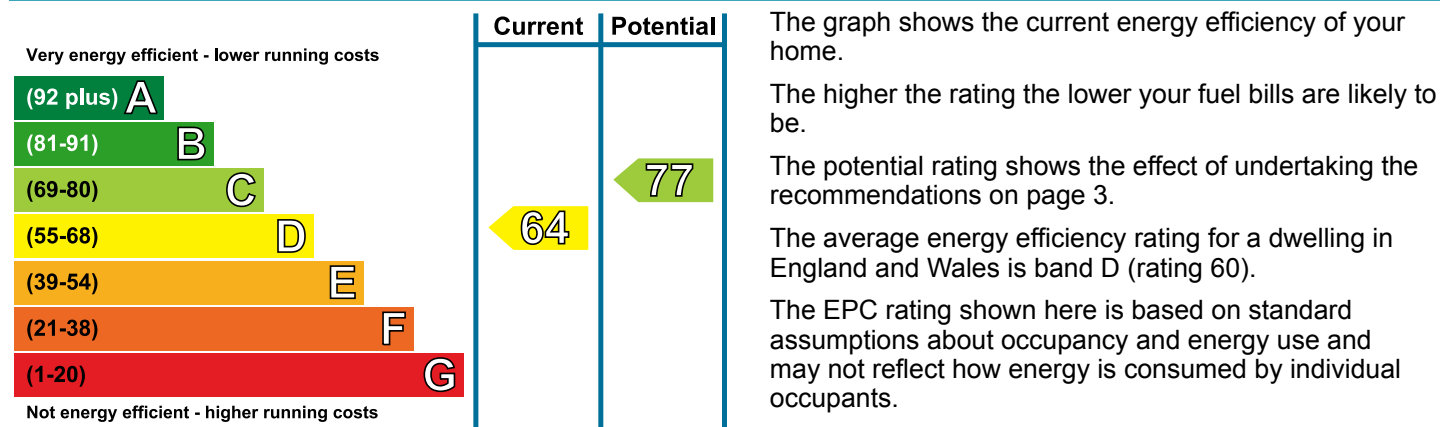 Current Potential
Very energy efficient - lower running costs
(92 plus) A
(81-91) B
(69-80) C
77
(55-68) D
64
(39-54) E
(21-38) F
(1-20) G
Not energy efficient - higher running costs
The graph shows the current energy efficiency of your
home.
The higher the rating the lower your fuel bills are likely to
be.
The potential rating shows the effect of undertaking the
recommendations on page 3.
The average energy efficiency rating for a dwelling in
England and Wales is band D (rating 60).
The EPC rating shown here is based on standard
assumptions about occupancy and energy use and
may not reflect how energy is consumed by individual
occupants.